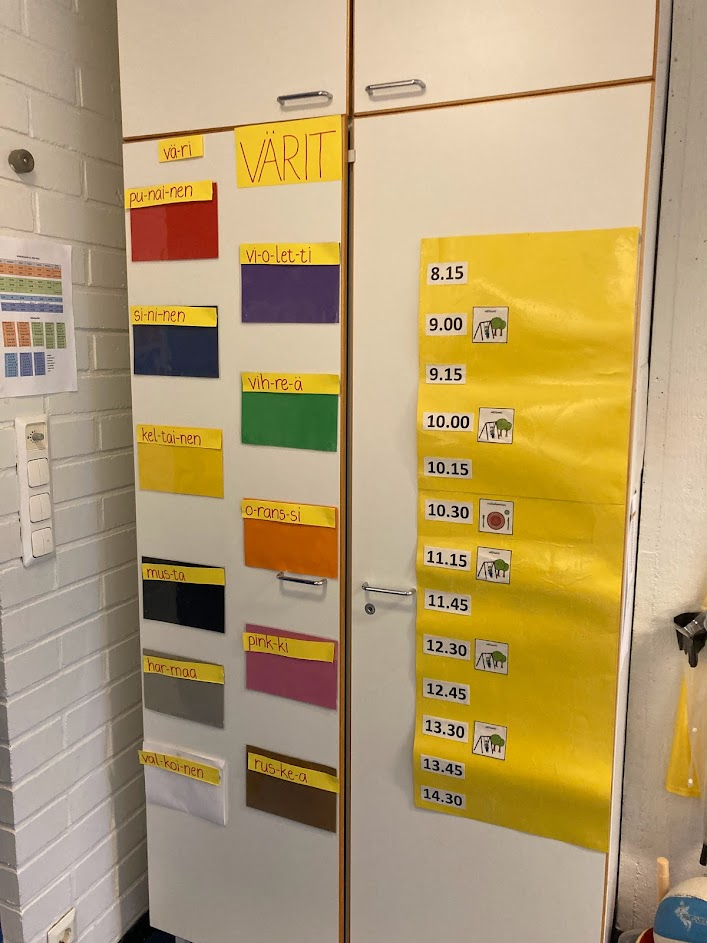 vä-ri
VÄRIT
pu-nai-nen
si-ni-nen
kel-tai-nen
mus-ta
har-maa
val-koi-nen
vi-o-let-ti
vih-re-ä
o-rans-si
pink-ki
rus-ke-a
8.15
9.00
9.15
10.00
10.15
10.30
11.15
11.45
12.30
12.45
13.30
13.45
14.30